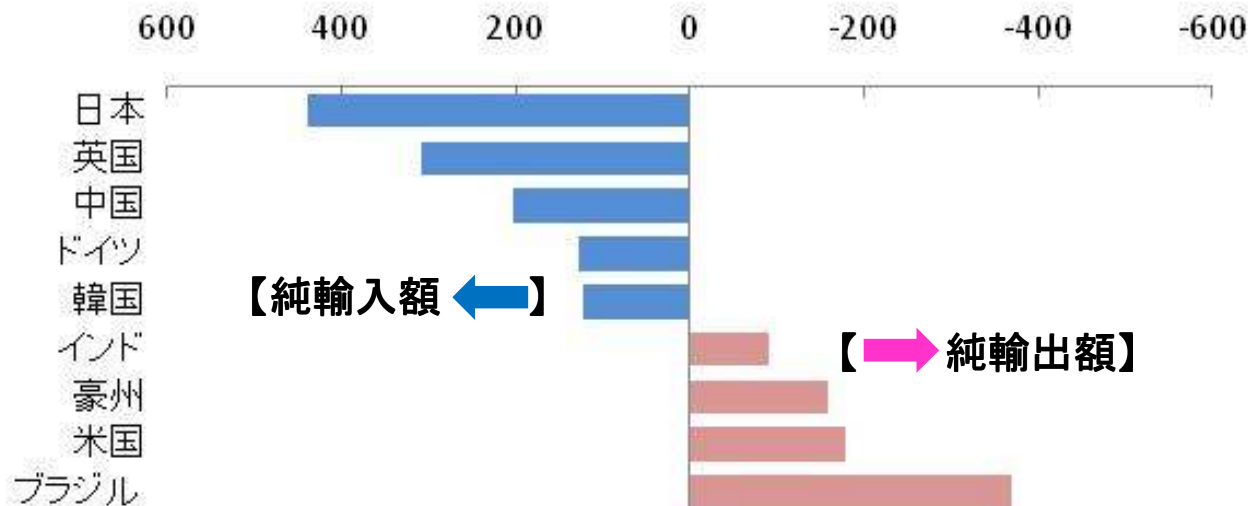 600 400 200 0 -200 -400 -600
日本
英国
中国
ドイツ
韓国
【純輸入額 】
インド
【 純輸出額】
豪州
米国
ブラジル